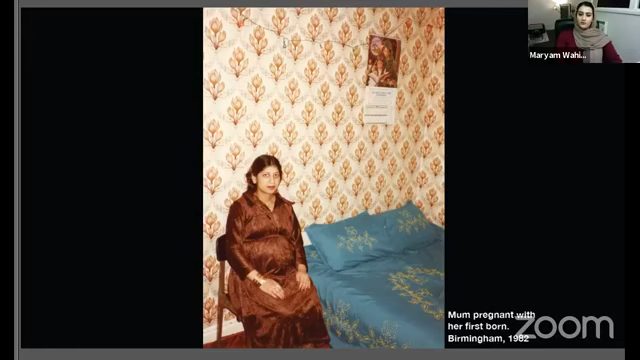 Maryam Wahi...
Mum pregnant with
her first born.
Birmingham, 1982
zoom